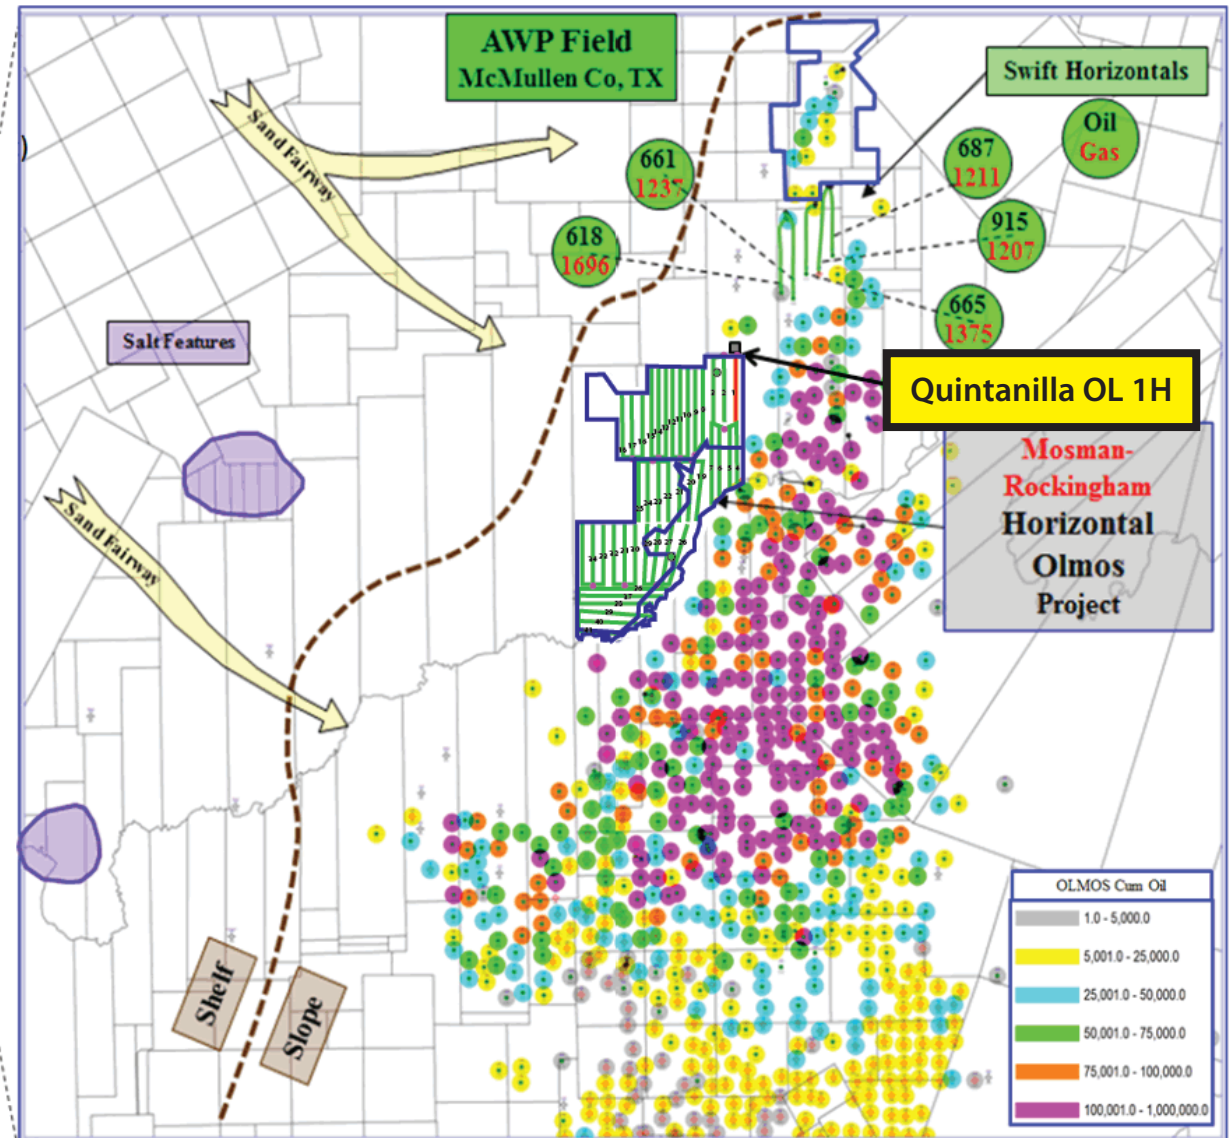 )
AWP Field
McMullen Co, TX
Swift Horizontals
Sand Fairway
Oil
Gas
661
1237
687
1211
618
1696
915
1207
665
1375
Salt Features
Quintanilla OL 1H
Mosman-
Rockingham
Horizontal
Olmos
Project
Sand Fairway
Shelf
Slope
OLMOS Cum Oil
1.0 - 5,000.0
5,001.0 - 25,000.0
25,001.0 - 50,000.0
50,001.0 - 75,000.0
75,001.0 - 100,000.0
100,001.0 - 1,000,000.0